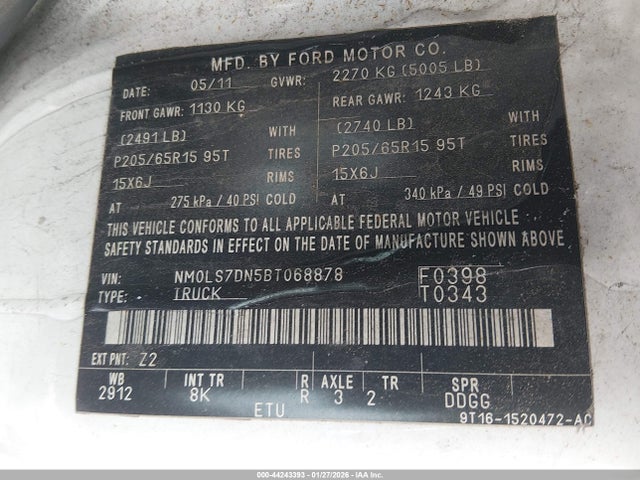 MFD. BY FORD MOTOR CO.
DATE: 05/11 GVWR: 2270 KG (5005 LB)
FRONT GAWR: 1130 KG REAR GAWR: 1243 KG
(2491 LB) WITH (2740 LB) WITH
P205/65R15 95T TIRES P205/65R15 95T TIRES
15X6J RIMS 15X6J RIMS
AT 275 kPa / 40 PSI COLD AT 340 kPa / 49 PSI COLD
THIS VEHICLE CONFORMS TO ALL APPLICABLE FEDERAL MOTOR VEHICLE
SAFETY STANDARDS IN EFFECT ON THE DATE OF MANUFACTURE SHOWN ABOVE
VIN: NM0LS7DN5BT068878 F0398
TYPE: TRUCK T0343
EXT PNT: Z2
WB INT TR R AXLE TR SPR
2912 8K R 3 2 DDGG
ETU 9T16-1520472-AC
000-44243393 - 01/27/2026 - IAAI.com